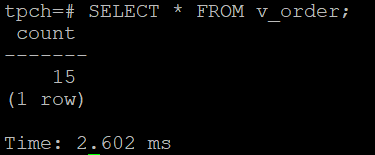 tpch=# SELECT * FROM v_order;
count
-------
15
(1 row)
Time: 2.602 ms